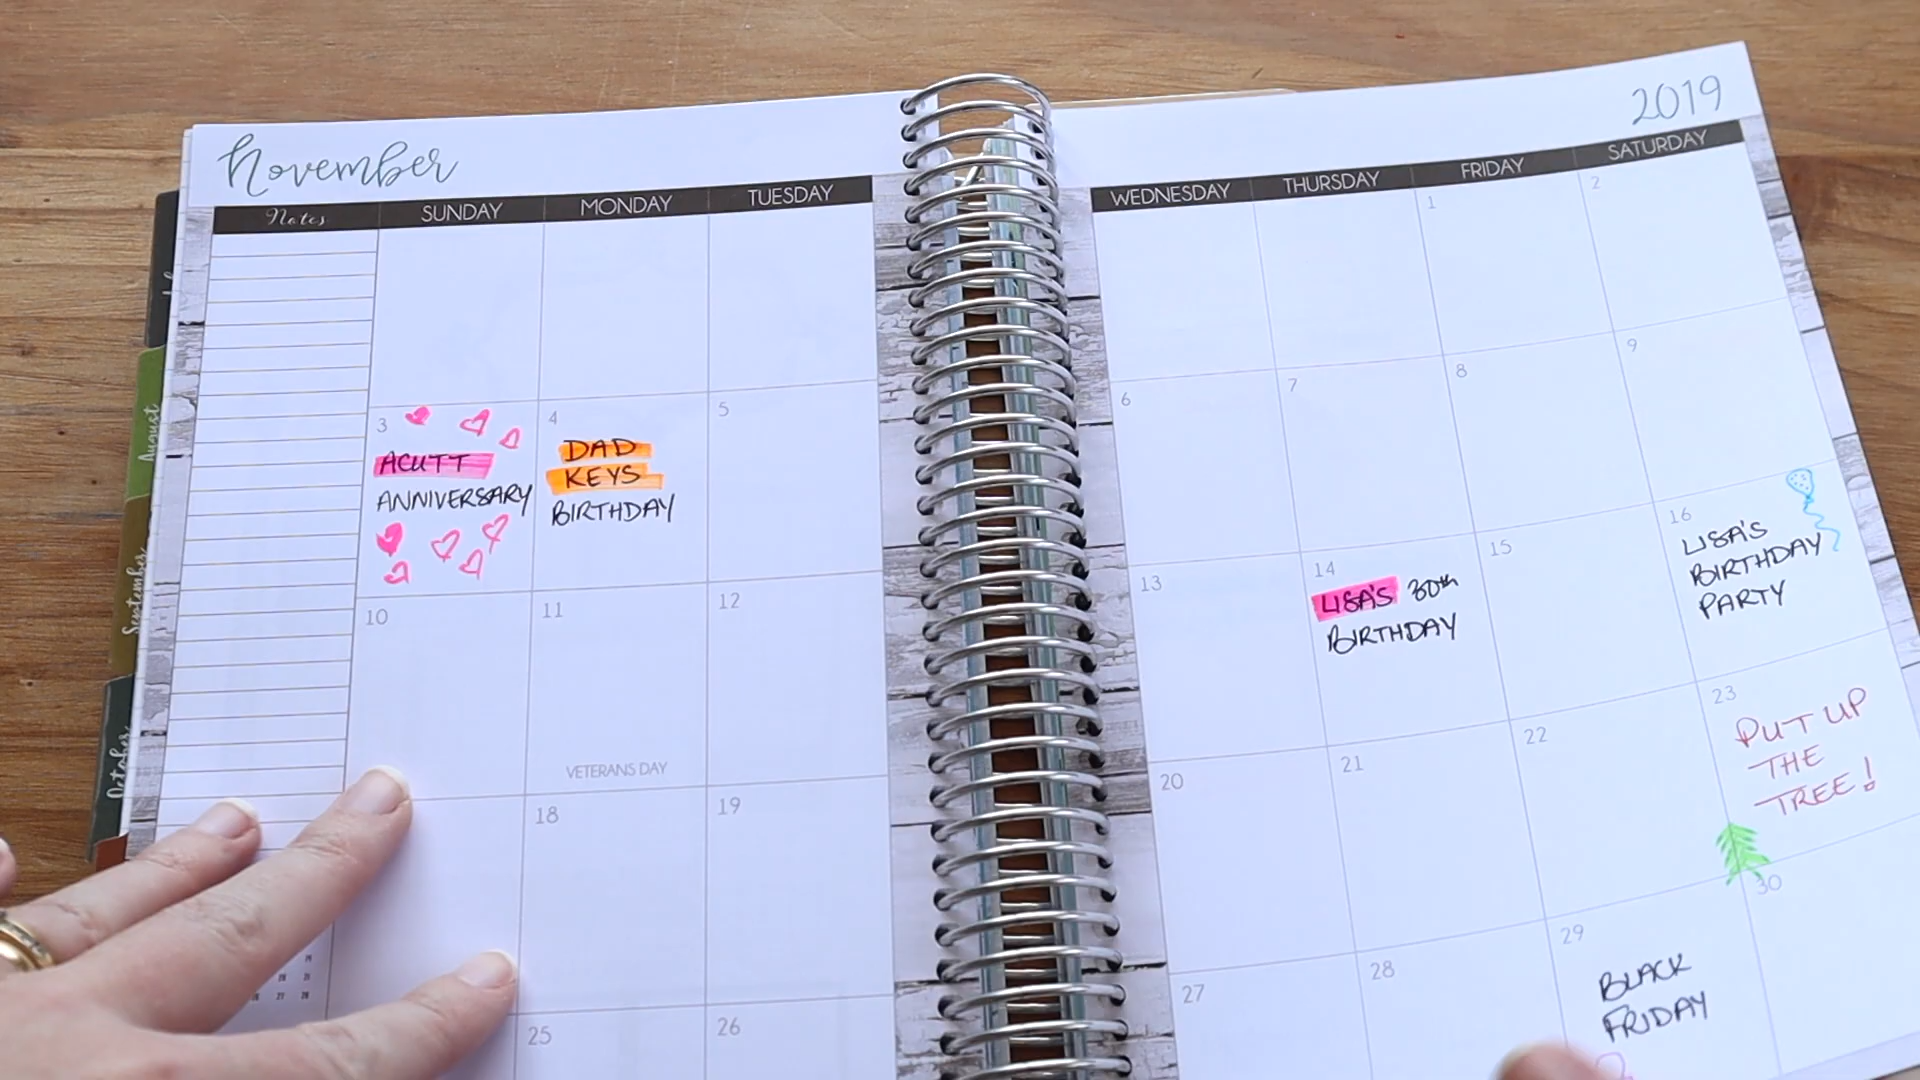 November
2019
Notes
SUNDAY
MONDAY
TUESDAY
WEDNESDAY
THURSDAY
FRIDAY
SATURDAY
1
2
3
ACUTT
ANNIVERSARY
4
DAD
KEYS
BIRTHDAY
5
6
7
8
9
10
11
VETERANS DAY
12
13
14
LISA'S 30th
BIRTHDAY
15
16
LISA'S
BIRTHDAY
PARTY
18
19
20
21
22
23
PUT UP
THE
TREE!
25
26
27
28
29
BLACK
FRIDAY
30
August
September
October